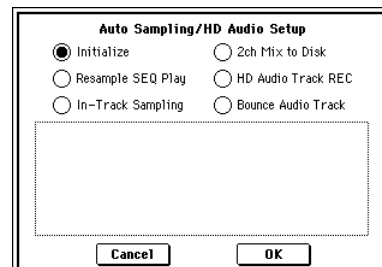 Auto Sampling/HD Audio Setup
Initialize
2ch Mix to Disk
Resample SEQ Play
HD Audio Track REC
In-Track Sampling
Bounce Audio Track
Cancel
OK